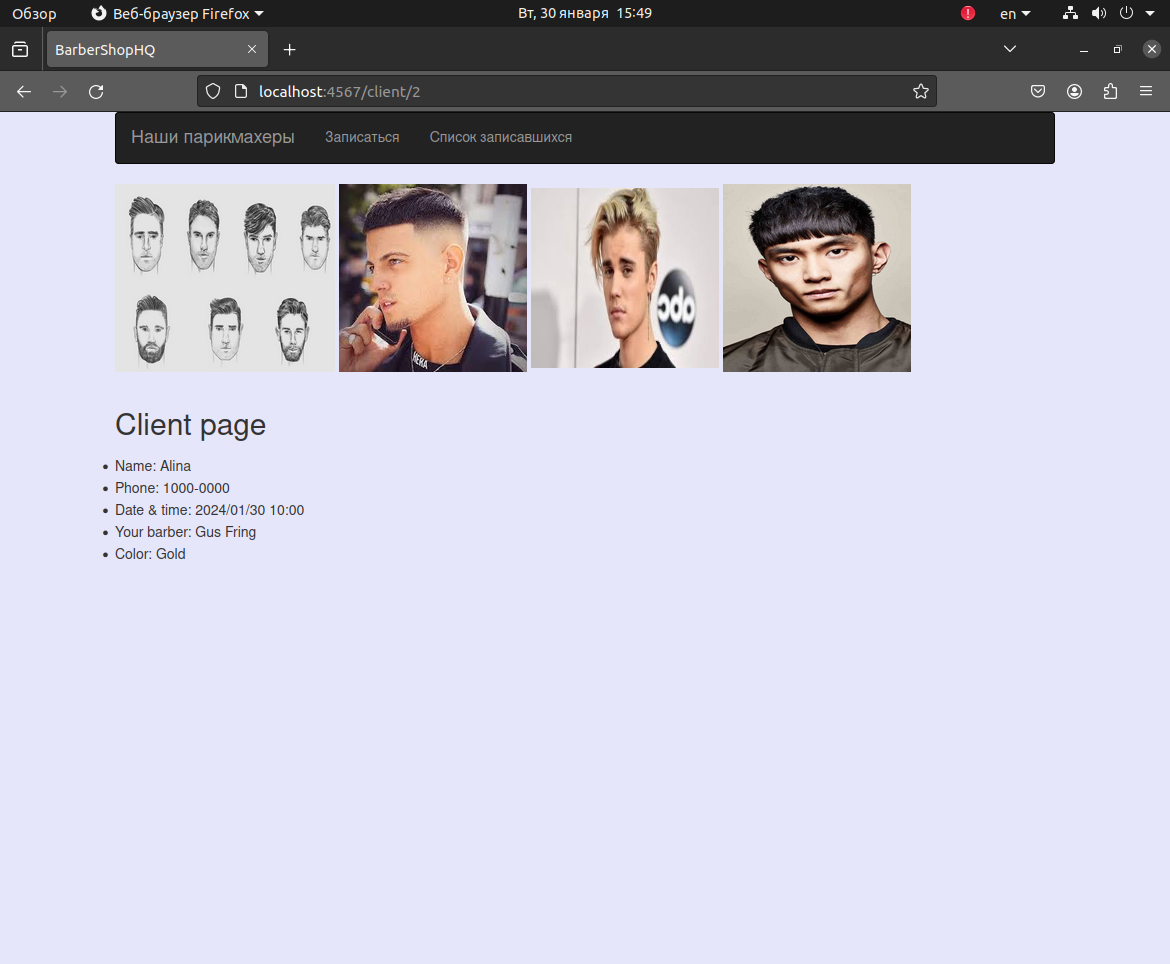 Обзор
Веб-браузер Firefox
Вт, 30 января 15:49
en
BarberShopHQ
localhost:4567/client/2
Наши парикмахеры
Записаться
Список записавшихся
HERA
abc
Client page
• Name: Alina
• Phone: 1000-0000
• Date & time: 2024/01/30 10:00
• Your barber: Gus Fring
• Color: Gold